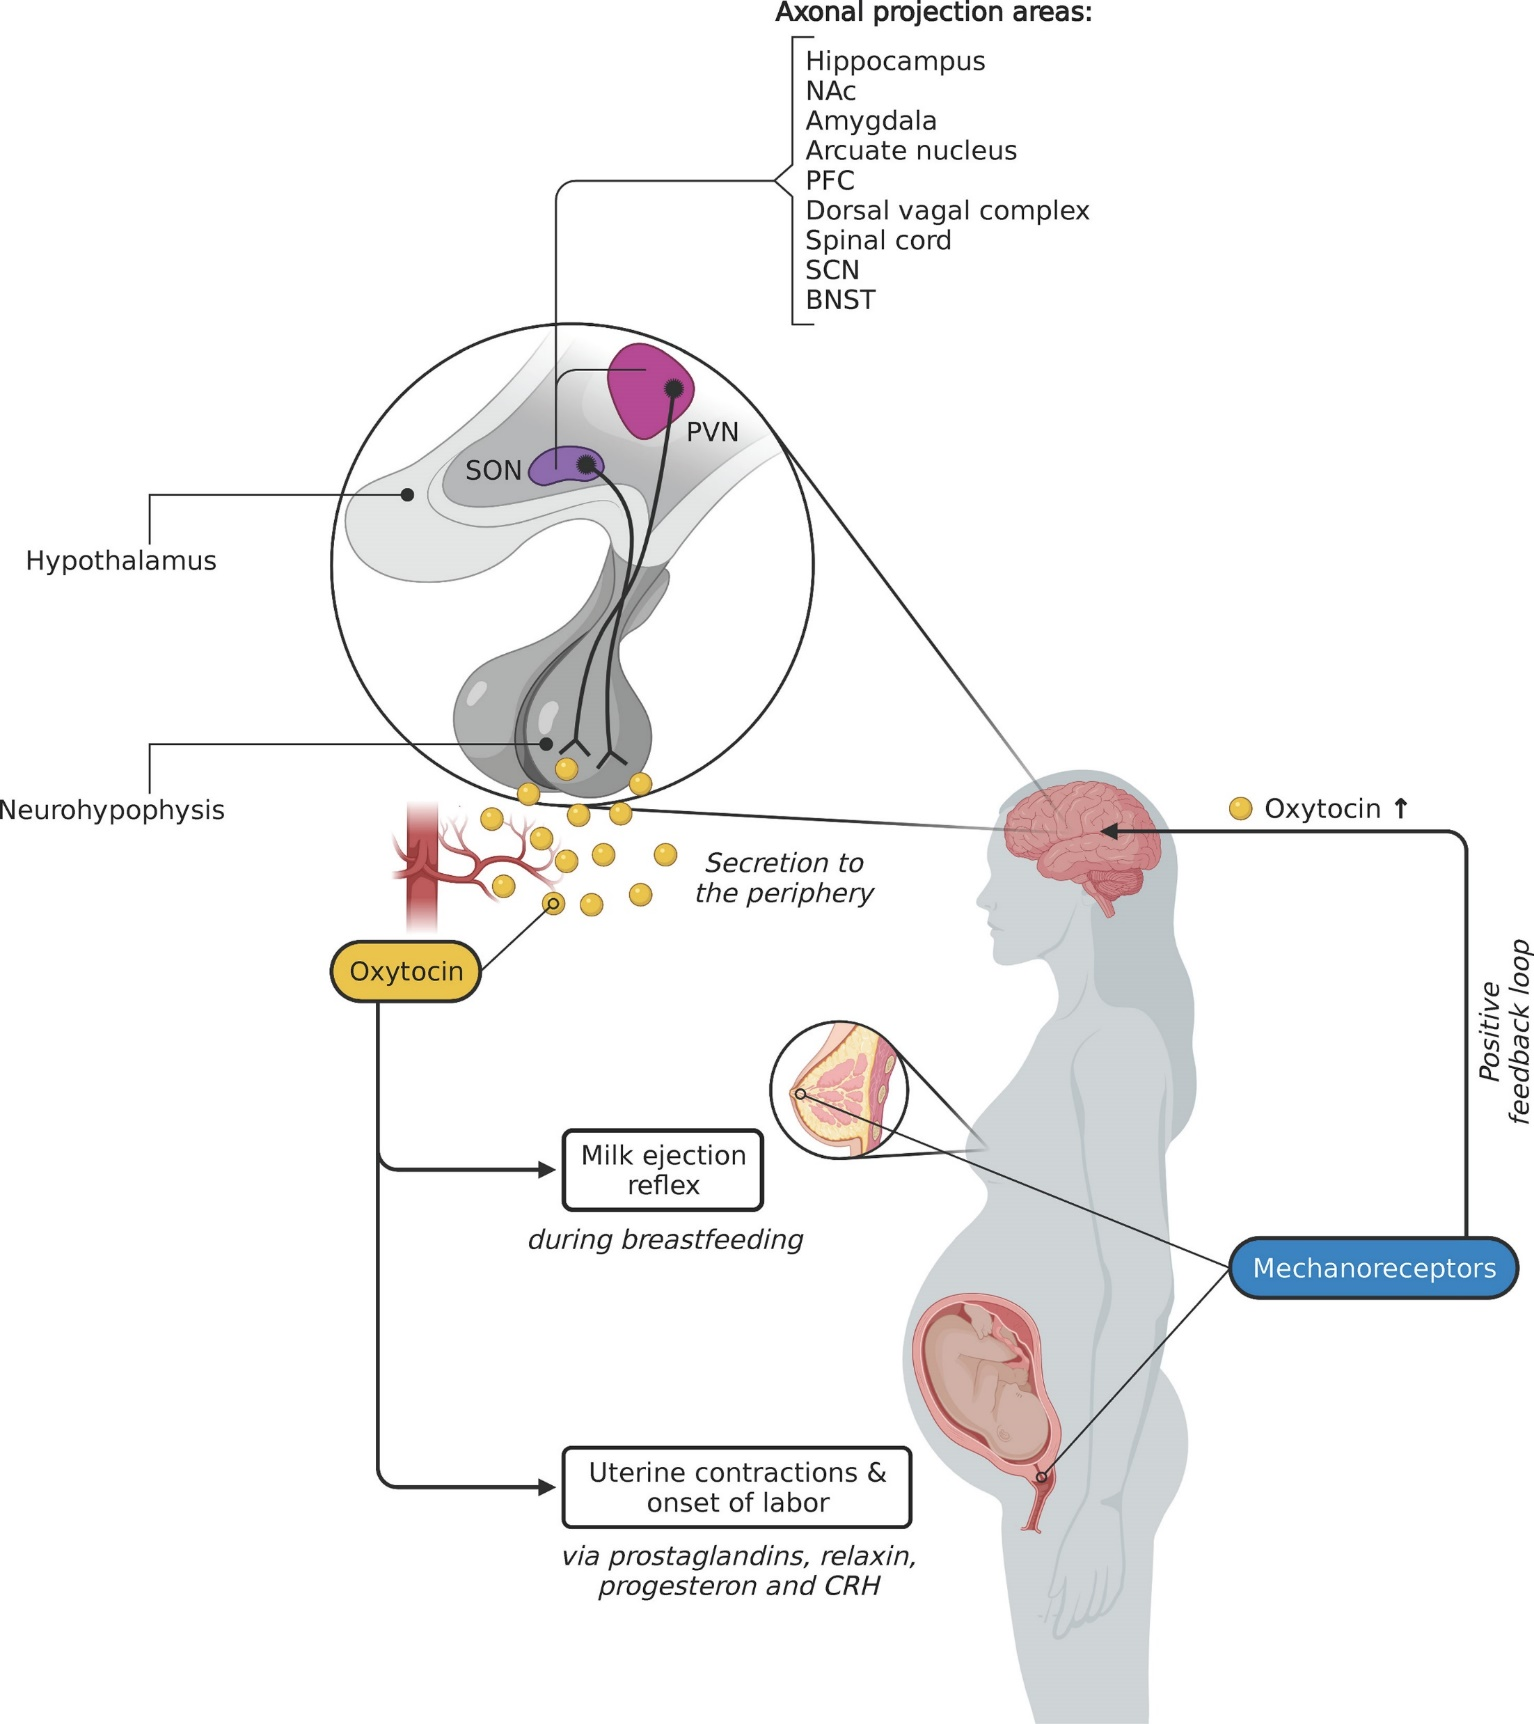 Axonal projection areas:
Hippocampus
NAc
Amygdala
Arcuate nucleus
PFC
Dorsal vagal complex
Spinal cord
SCN
BNST
PVN
SON
Hypothalamus
Neurohypophysis
Oxytocin ↑
Secretion to
the periphery
Oxytocin
Positive
feedback loop
Milk ejection
reflex
during breastfeeding
Mechanoreceptors
Uterine contractions &
onset of labor
via prostaglandins, relaxin,
progesteron and CRH